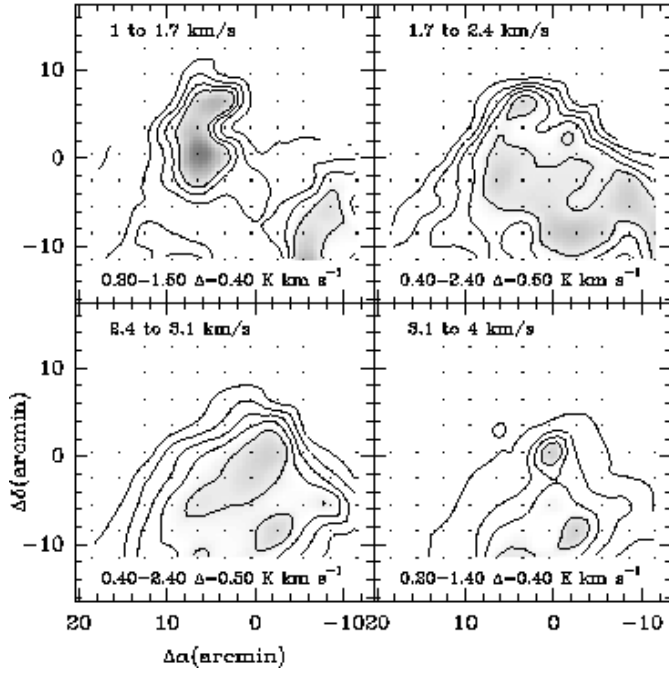 1 to 1.7 km/s
1.7 to 2.4 km/s
10
0
−10
0.30−1.50 Δ=0.40 K km s⁻¹
0.40−2.40 Δ=0.50 K km s⁻¹
2.4 to 3.1 km/s
3.1 to 4 km/s
10
0
−10
Δδ(arcmin)
0.40−2.40 Δ=0.50 K km s⁻¹
0.20−1.40 Δ=0.40 K km s⁻¹
20 10 0 −10 20 10 0 −10
Δα(arcmin)